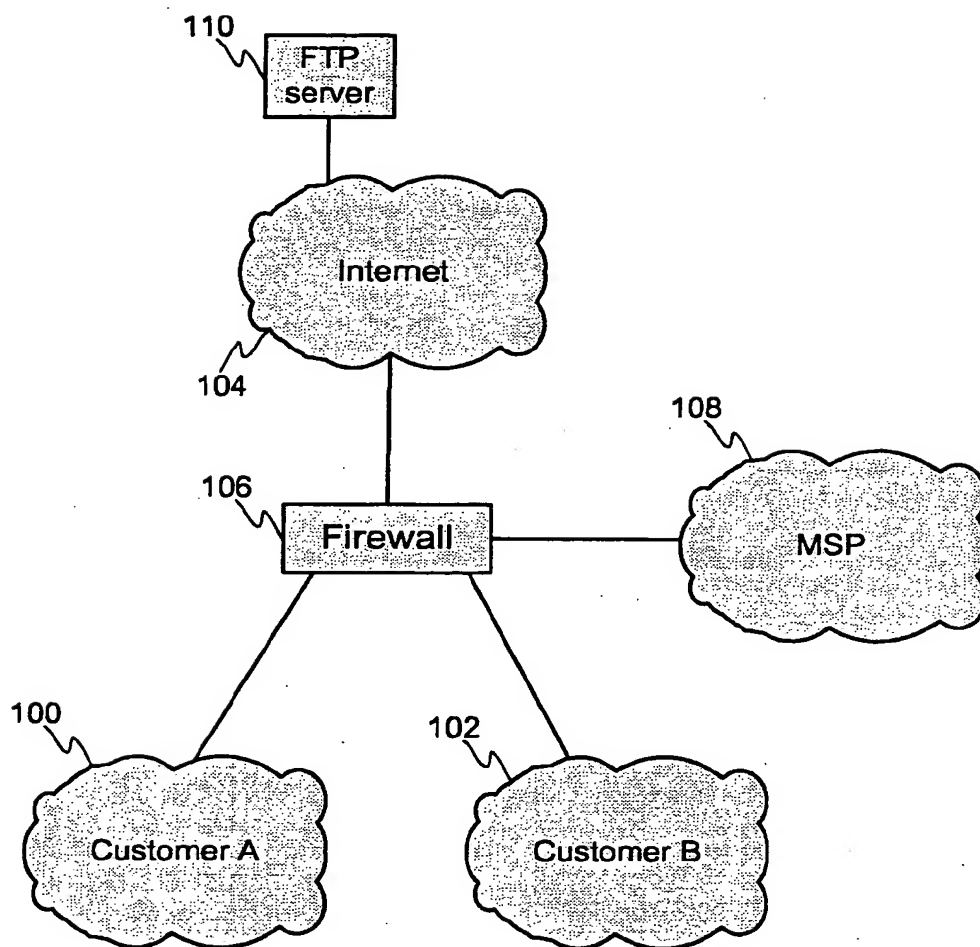 110
FTP
server
Internet
104
108
106
Firewall
MSP
100
102
Customer A
Customer B